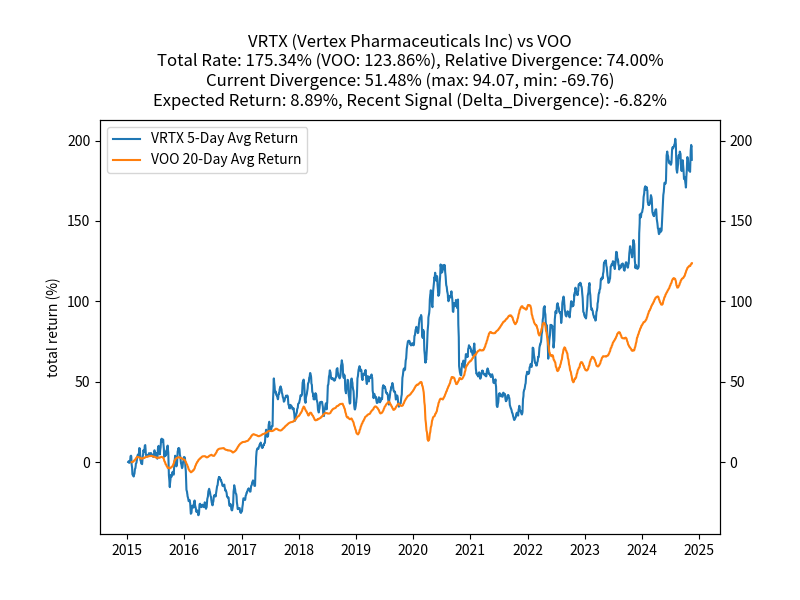 VRTX (Vertex Pharmaceuticals Inc) vs VOO
Total Rate: 175.34% (VOO: 123.86%), Relative Divergence: 74.00%
Current Divergence: 51.48% (max: 94.07, min: -69.76)
Expected Return: 8.89%, Recent Signal (Delta_Divergence): -6.82%
VRTX 5-Day Avg Return
VOO 20-Day Avg Return
total return (%)
200
150
100
50
0
200
150
100
50
0
2015 2016 2017 2018 2019 2020 2021 2022 2023 2024 2025